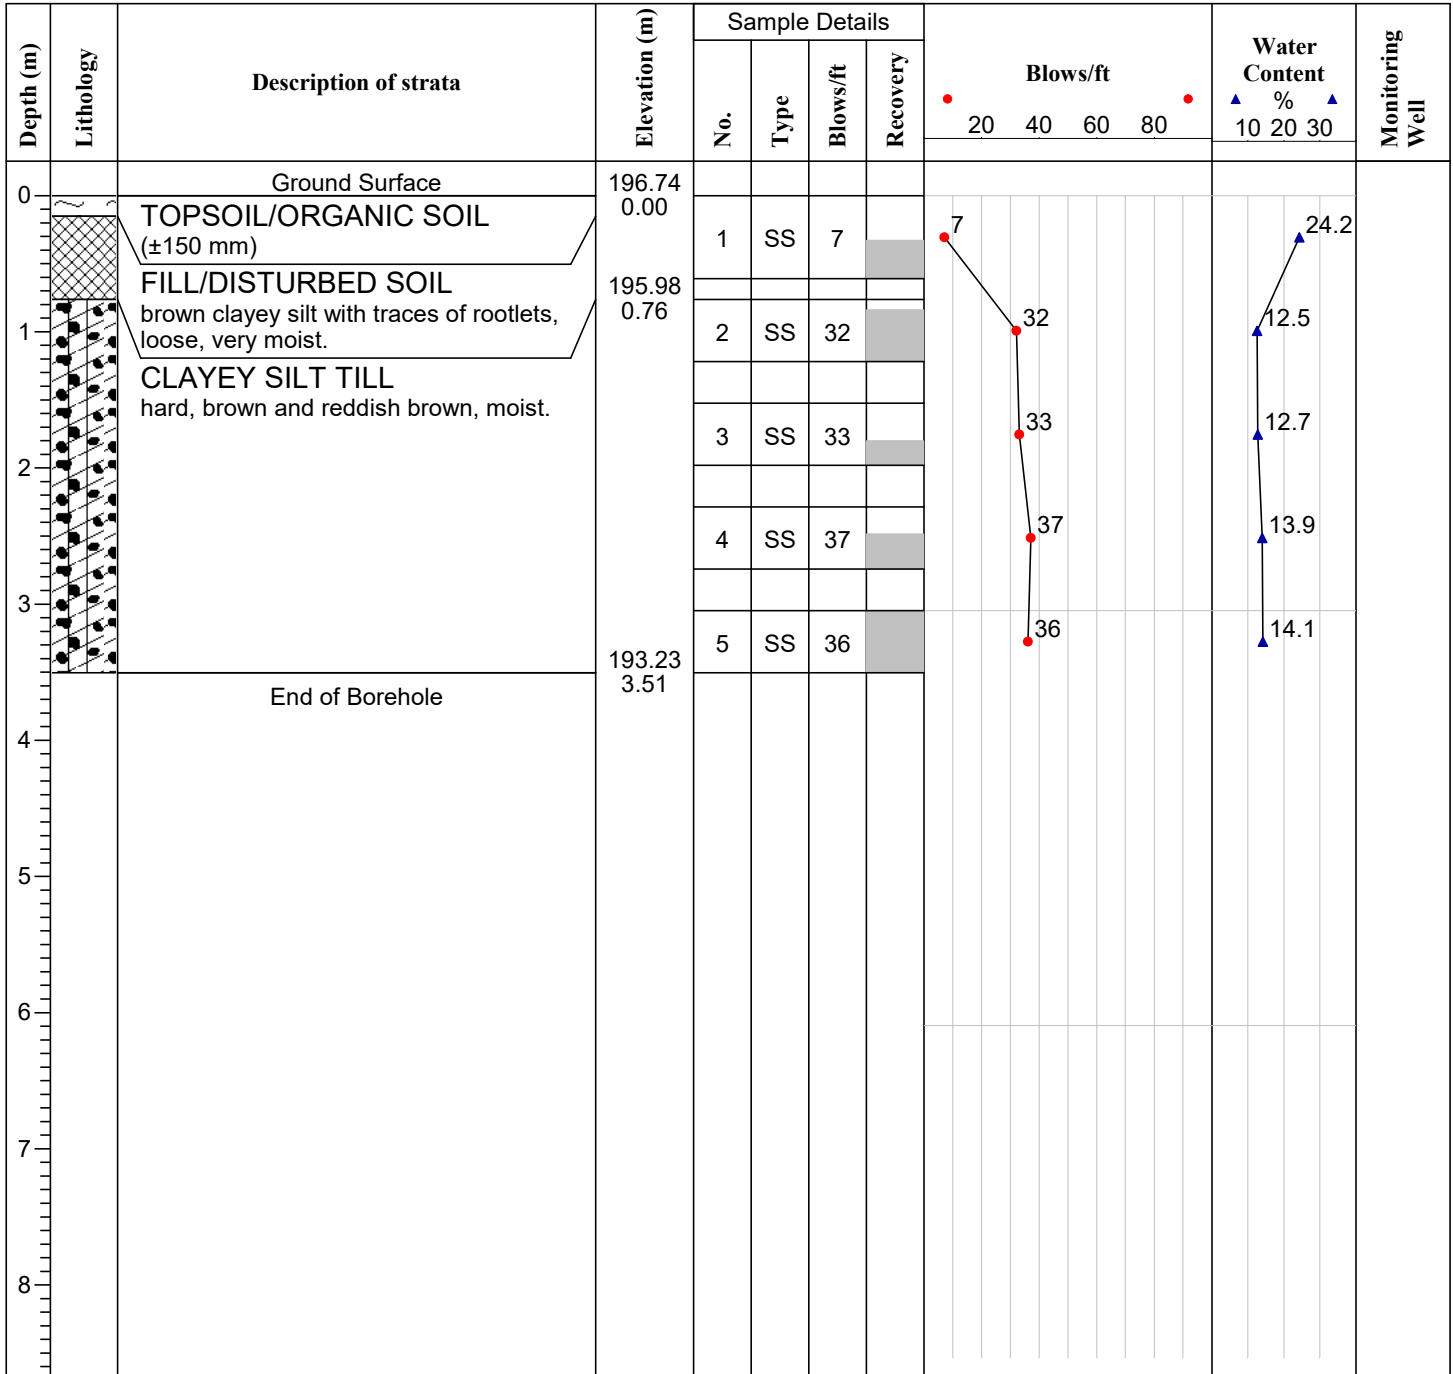 Depth (m)
Lithology
Description of strata
Elevation (m)
Sample Details
No.
Type
Blows/ft
Recovery
Blows/ft
20 40 60 80
Water
Content
%
10 20 30
Monitoring
Well
Ground Surface
196.74
0.00
TOPSOIL/ORGANIC SOIL
(±150 mm)
FILL/DISTURBED SOIL
brown clayey silt with traces of rootlets,
loose, very moist.
195.98
0.76
CLAYEY SILT TILL
hard, brown and reddish brown, moist.
193.23
3.51
End of Borehole
1 SS 7
2 SS 32
3 SS 33
4 SS 37
5 SS 36
7
32
33
37
36
24.2
12.5
12.7
13.9
14.1
0
1
2
3
4
5
6
7
8